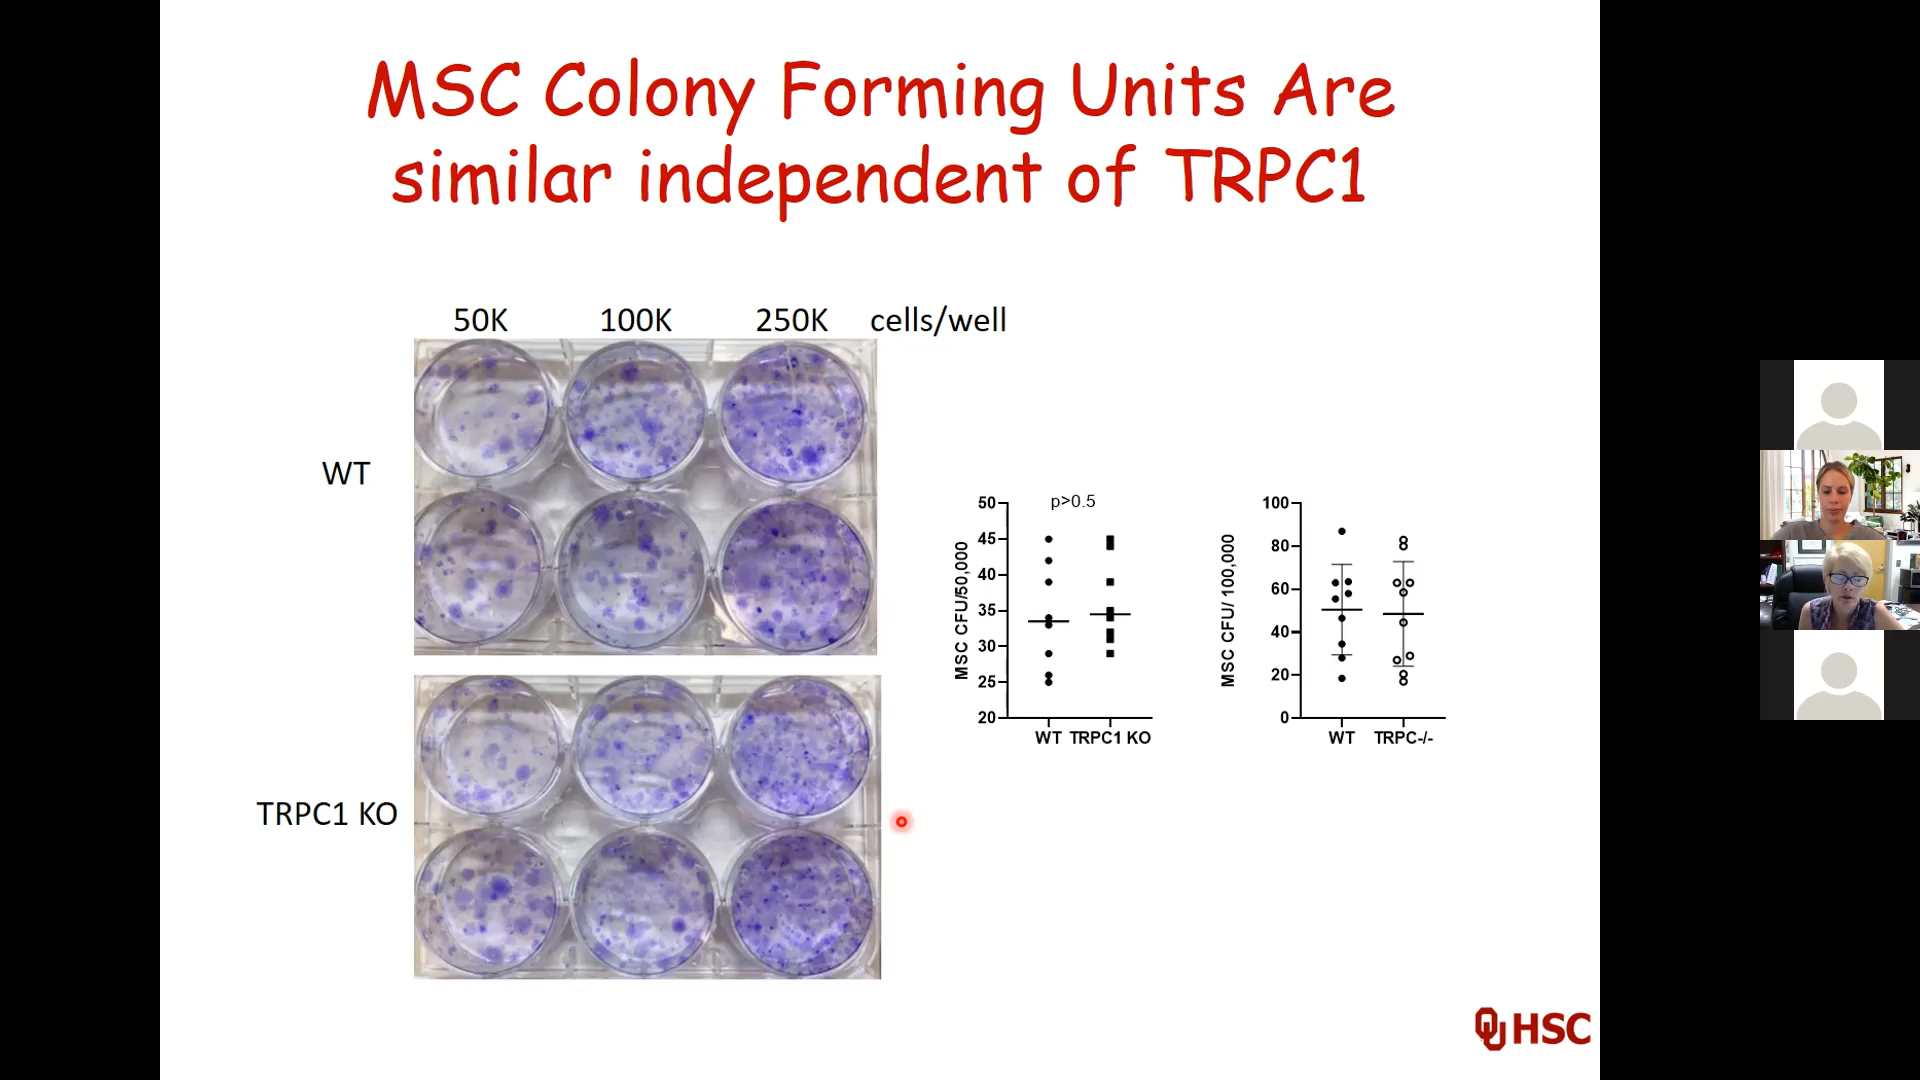 MSC Colony Forming Units Are
similar independent of TRPC1
50K 100K 250K cells/well
WT
TRPC1 KO
p>0.5
MSC CFU/50,000
50
45
40
35
30
25
20
WT TRPC1 KO
MSC CFU/ 100,000
100
80
60
40
20
0
WT TRPC-/-
OU HSC